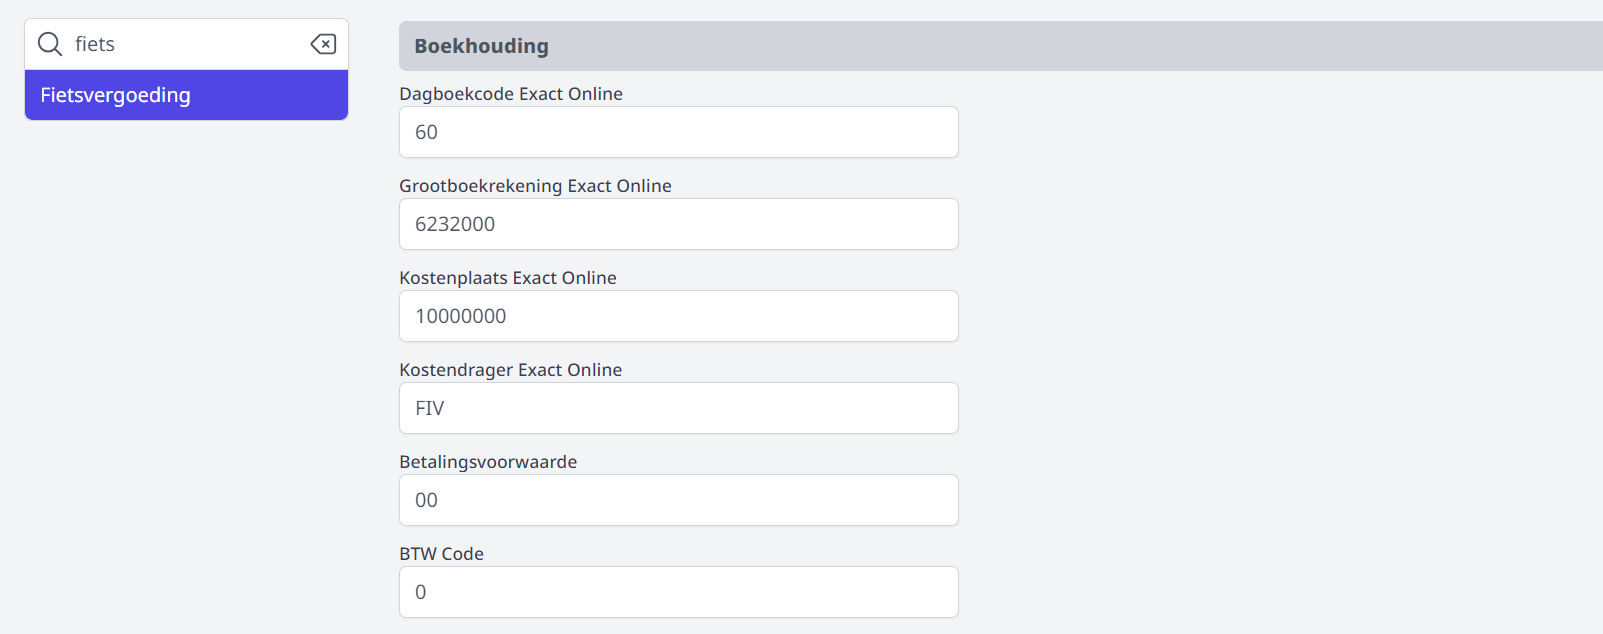 fiets
Fietsvergoeding
Boekhouding
Dagboekcode Exact Online
60
Grootboekrekening Exact Online
6232000
Kostenplaats Exact Online
10000000
Kostendrager Exact Online
FIV
Betalingsvoorwaarde
00
BTW Code
0